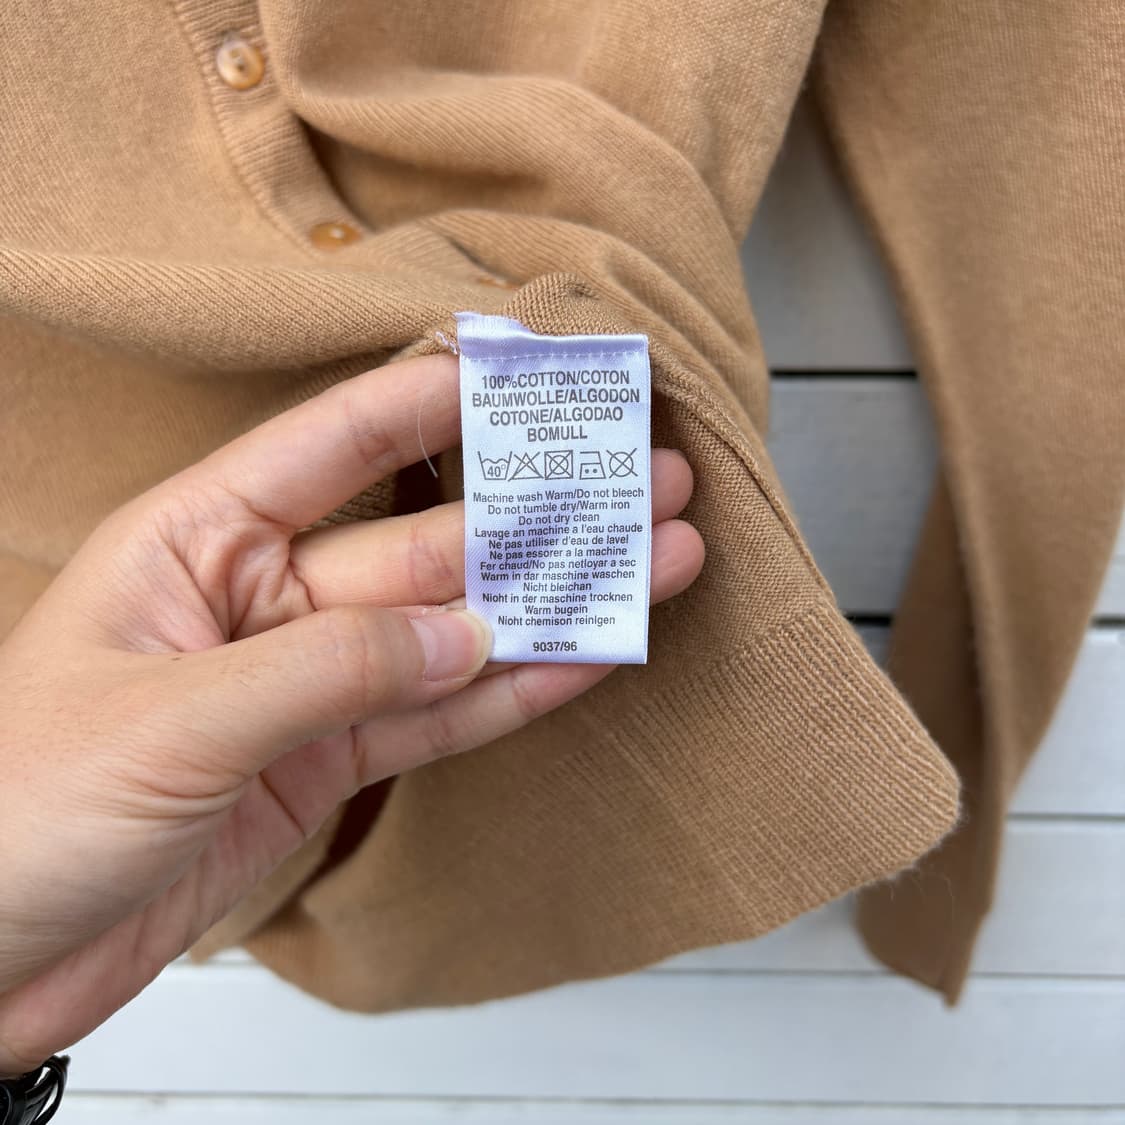 100%COTTON/COTON
BAUMWOLLE/ALGODON
COTONE/ALGODAO
BOMULL
40°
Machine wash Warm/Do not bleech
Do not tumble dry/Warm iron
Do not dry clean
Lavage an machine a l'eau chaude
Ne pas utiliser d'eau de lavel
Ne pas essorer a la machine
Fer chaud/No pas netloyar a sec
Warm in dar maschine waschen
Nicht bleichan
Nioht in der maschine trocknen
Warm bugein
Nioht chemison reinlgen
9037/96